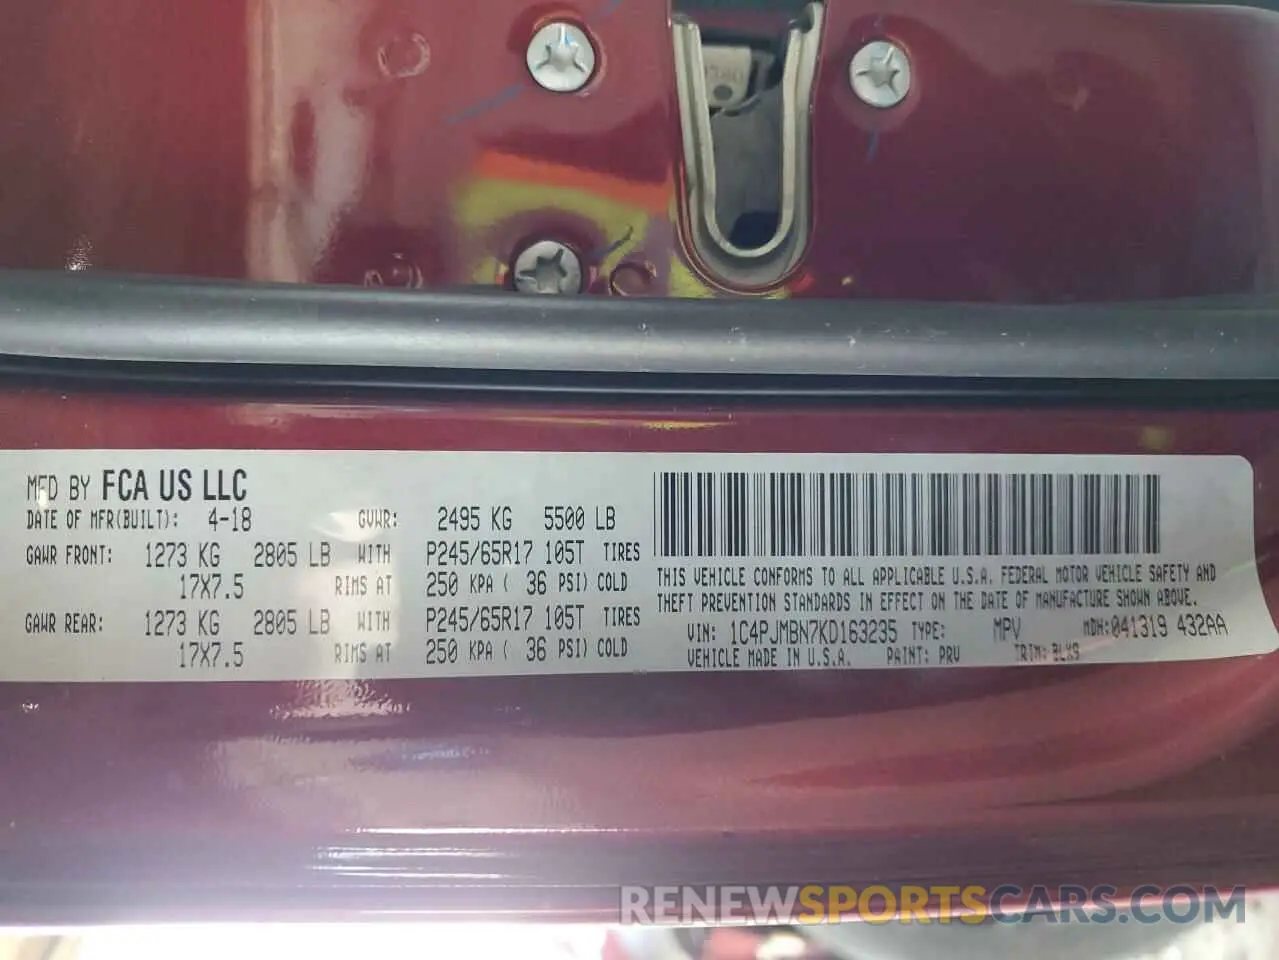 MFD BY FCA US LLC
DATE OF MFR(BUILT): 4-18 GVWR: 2495 KG 5500 LB
GAWR FRONT: 1273 KG 2805 LB WITH P245/65R17 105T TIRES
17X7.5 RIMS AT 250 KPA ( 36 PSI) COLD
GAWR REAR: 1273 KG 2805 LB WITH P245/65R17 105T TIRES
17X7.5 RIMS AT 250 KPA ( 36 PSI) COLD
THIS VEHICLE CONFORMS TO ALL APPLICABLE U.S.A. FEDERAL MOTOR VEHICLE SAFETY AND
THEFT PREVENTION STANDARDS IN EFFECT ON THE DATE OF MANUFACTURE SHOWN ABOVE.
VIN: 1C4PJMBN7KD163235 TYPE: MPV MDH:041319 432AA
VEHICLE MADE IN U.S.A. PAINT: PRV TRIM:
RENEWSPORTSCARS.COM